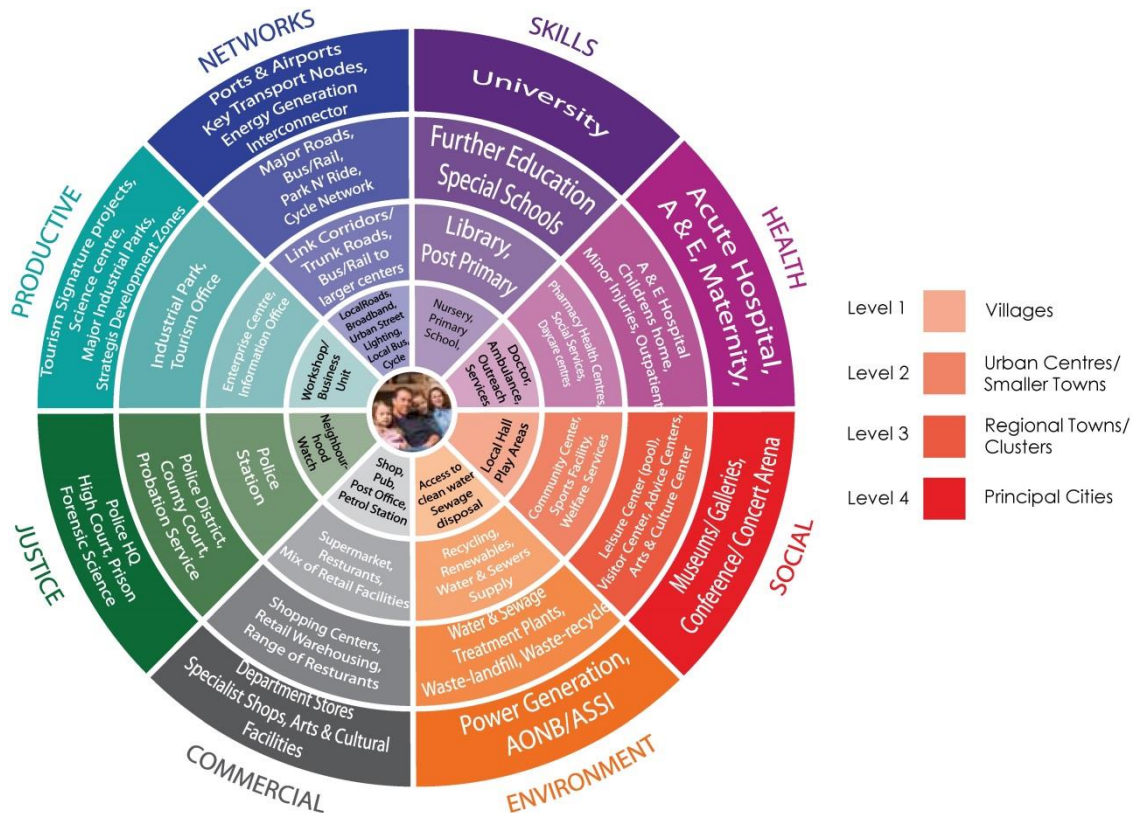 NETWORKS
Ports & Airports
Key Transport Nodes,
Energy Generation
Interconnector
Major Roads,
Bus/Rail,
Park N' Ride,
Cycle Network
Link Corridors/
Trunk Roads,
Bus/Rail to
larger centers
LocalRoads,
Broadband,
Urban Street
Lighting,
Local Bus,
Cycle
SKILLS
University
Further Education
Special Schools
Library,
Post Primary
Nursery,
Primary
School,
HEALTH
Acute Hospital,
A & E, Maternity,
A & E Hospital
Childrens Home,
Minor Injuries, Outpatient
Pharmacy Health Centres,
Social Services,
Daycare centres
Doctor,
Ambulance,
Outreach
Services
SOCIAL
Museums/ Galleries,
Conference/ Concert Arena
Leisure Center (pool),
Visitor Center, Advice Centers,
Arts & Culture Center
Community Center,
Sports Facility,
Welfare Services
Local Hall
Play Areas
ENVIRONMENT
Access to
clean water
Sewage
disposal
Recycling,
Renewables,
Water & Sewers
Supply
Water & Sewage
Treatment Plants,
Waste-landfill, Waste-recycle
Power Generation,
AONB/ASSI
COMMERCIAL
Shop,
Pub,
Post Office,
Petrol Station
Supermarket,
Resturants,
Mix of Retail Facilities
Shopping Centers,
Retail Warehousing,
Range of Resturants
Department Stores
Specialist Shops, Arts & Cultural
Facilities
JUSTICE
Neighbour-
hood
Watch
Police
Station
Police District,
County Court,
Probation Service
Police HQ
High Court, Prison
Forensic Science
PRODUCTIVE
Tourism Signature projects,
Science centre,
Major Industrial Parks,
Strategis Development Zones
Industrial Park,
Tourism Office
Enterprise Centre,
Information Office
Workshop/
Business
Unit
Level 1 Villages
Level 2 Urban Centres/
Smaller Towns
Level 3 Regional Towns/
Clusters
Level 4 Principal Cities